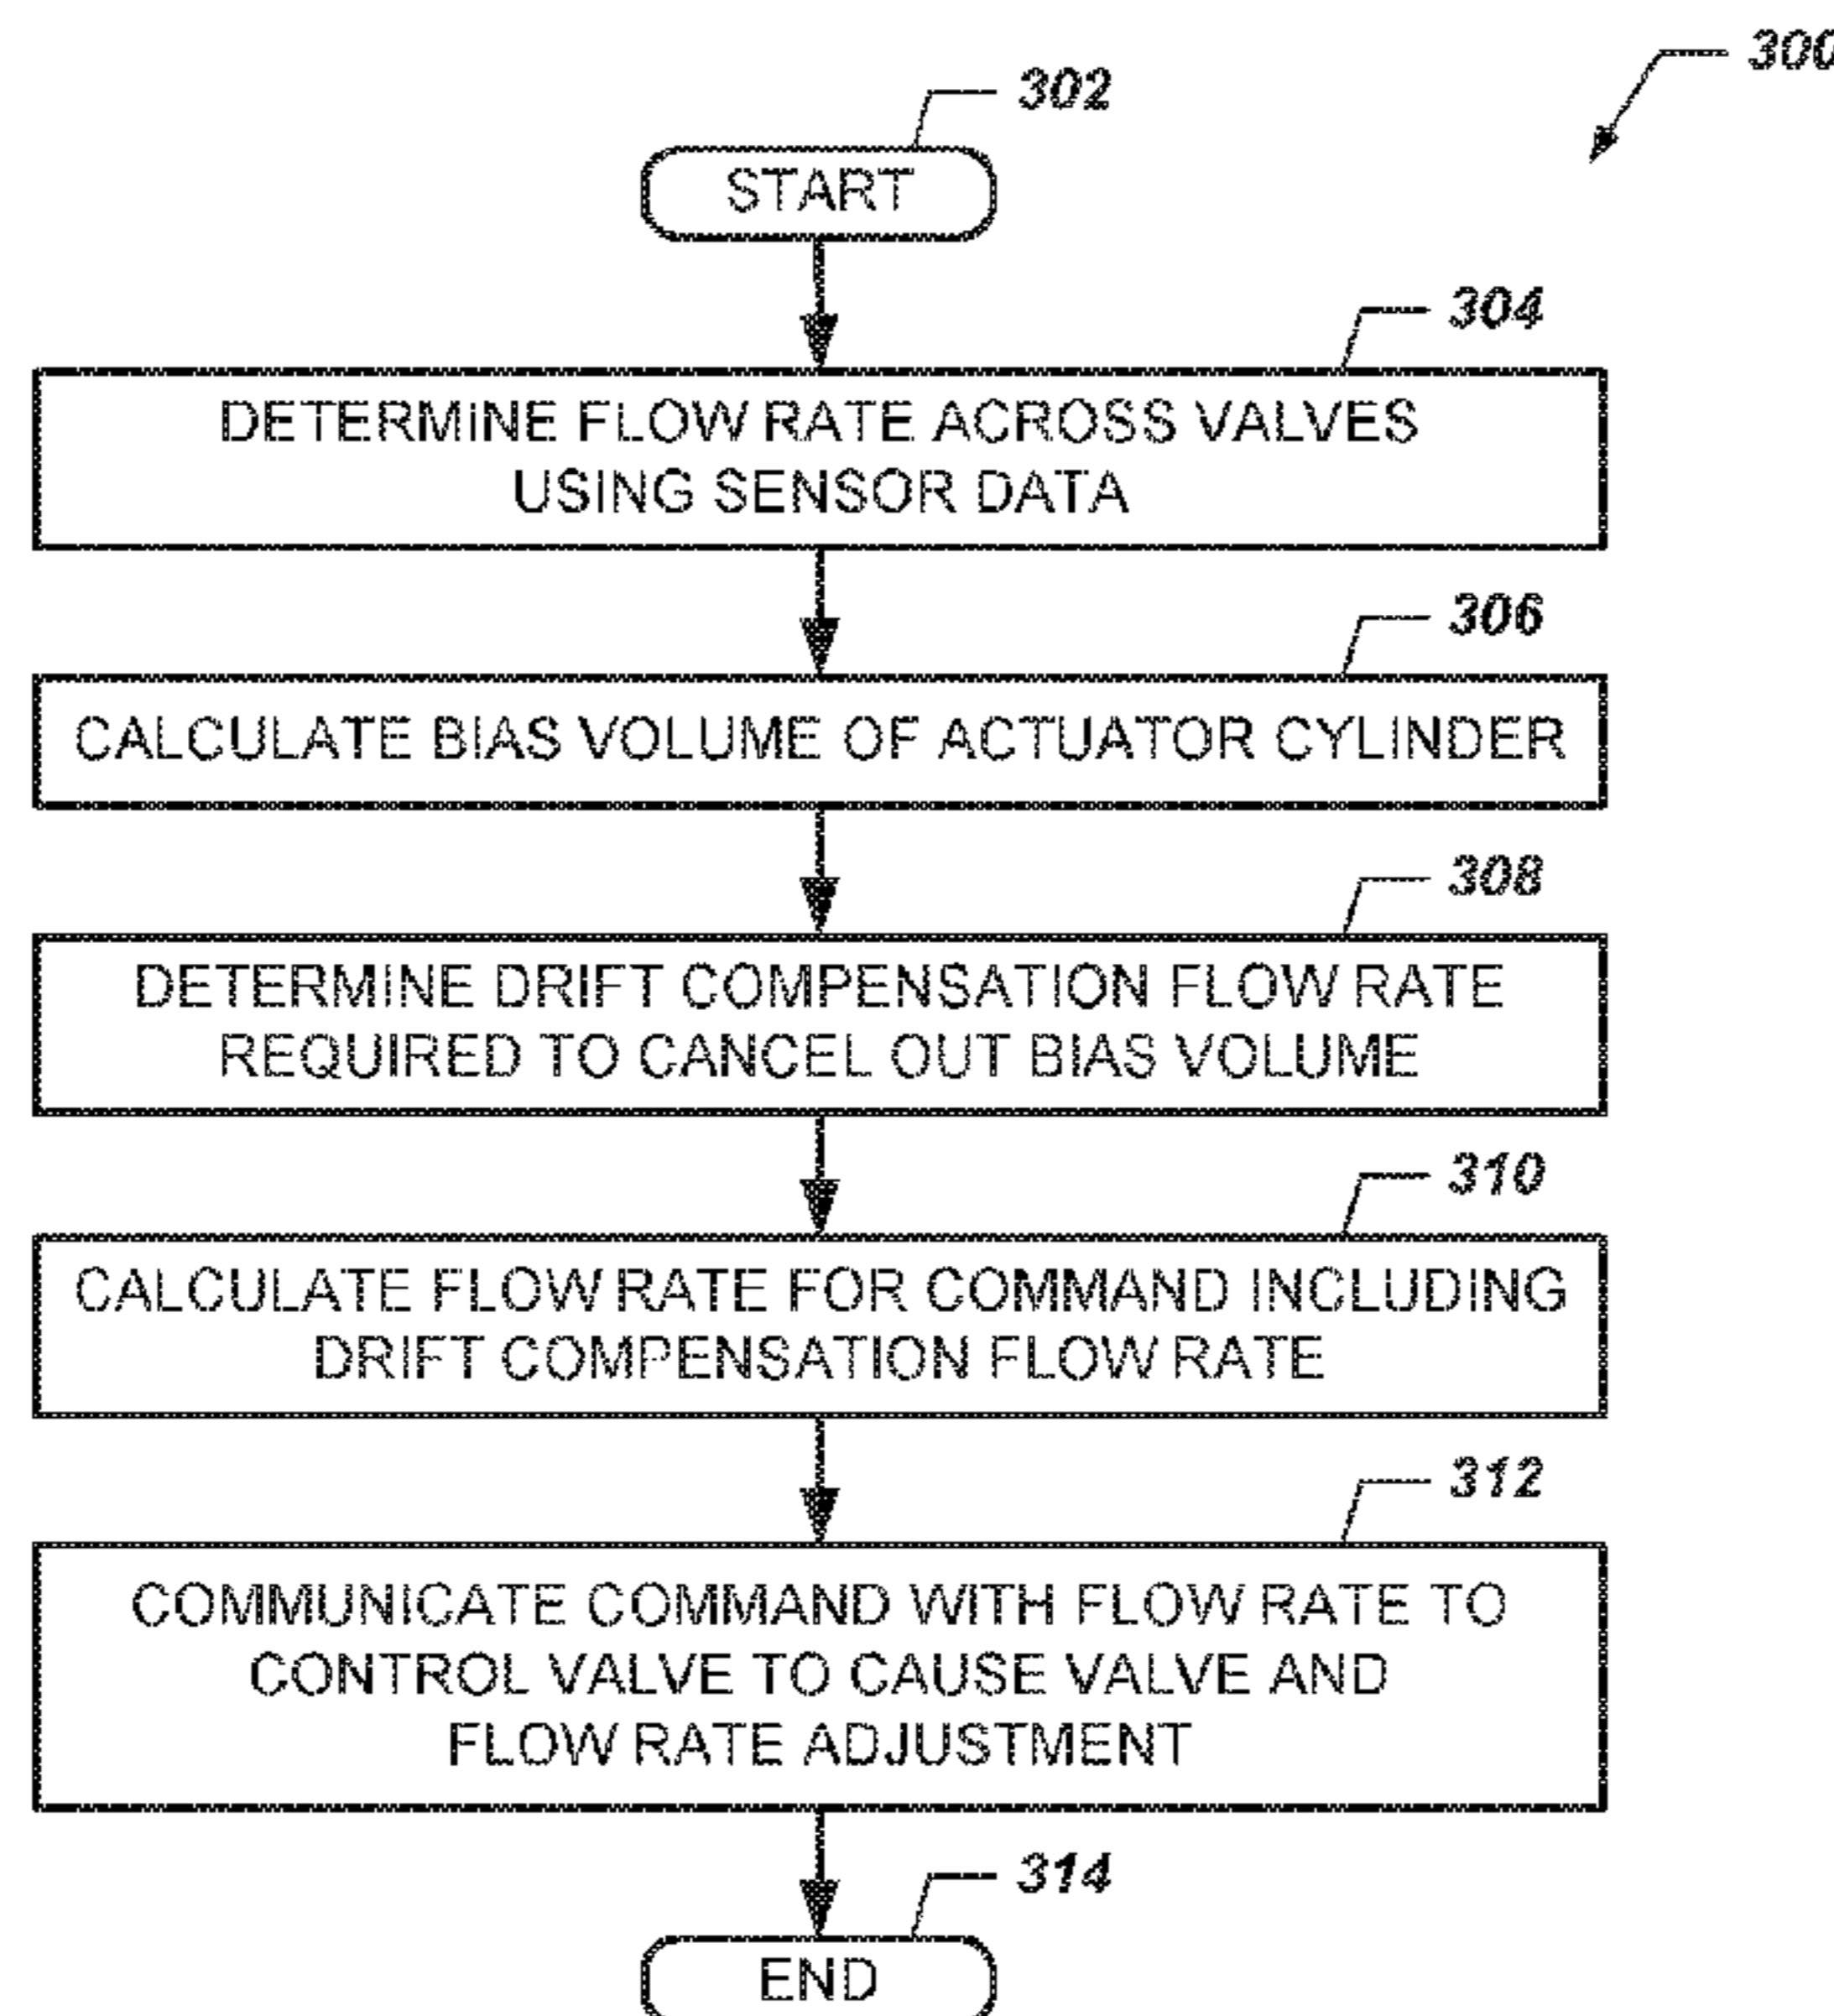 300
302
START
304
DETERMINE FLOW RATE ACROSS VALVES
USING SENSOR DATA
306
CALCULATE BIAS VOLUME OF ACTUATOR CYLINDER
308
DETERMINE DRIFT COMPENSATION FLOW RATE
REQUIRED TO CANCEL OUT BIAS VOLUME
310
CALCULATE FLOW RATE FOR COMMAND INCLUDING
DRIFT COMPENSATION FLOW RATE
312
COMMUNICATE COMMAND WITH FLOW RATE TO
CONTROL VALVE TO CAUSE VALVE AND
FLOW RATE ADJUSTMENT
314
END